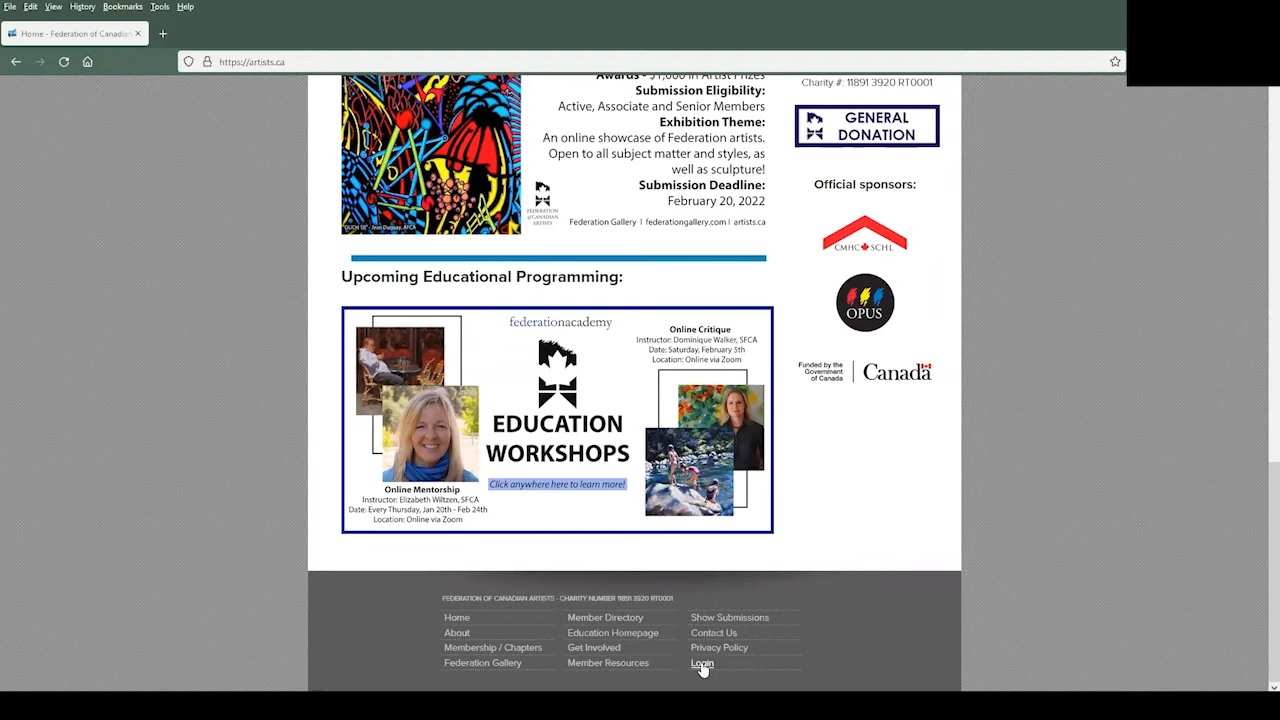 File Edit View History Bookmarks Tools Help
Home - Federation of Canadian
https://artists.ca
Awards - $1,000 in Artist Prizes
Submission Eligibility:
Active, Associate and Senior Members
Exhibition Theme:
An online showcase of Federation artists.
Open to all subject matter and styles, as
well as sculpture!
Submission Deadline:
February 20, 2022
FEDERATION
of CANADIAN
ARTISTS
Federation Gallery | federationgallery.com | artists.ca
Charity #: 11891 3920 RT0001
GENERAL
DONATION
Official sponsors:
CMHC SCHL
OPUS
Funded by the
Government
of Canada
Canada
Upcoming Educational Programming:
federationacademy
EDUCATION
WORKSHOPS
Click anywhere here to learn more!
Online Mentorship
Instructor: Elizabeth Wiltzen, SFCA
Date: Every Thursday, Jan 20th - Feb 24th
Location: Online via Zoom
Online Critique
Instructor: Dominique Walker, SFCA
Date: Saturday, February 5th
Location: Online via Zoom
FEDERATION OF CANADIAN ARTISTS - CHARITY NUMBER 11891 3920 RT0001
Home
About
Membership / Chapters
Federation Gallery
Member Directory
Education Homepage
Get Involved
Member Resources
Show Submissions
Contact Us
Privacy Policy
Login